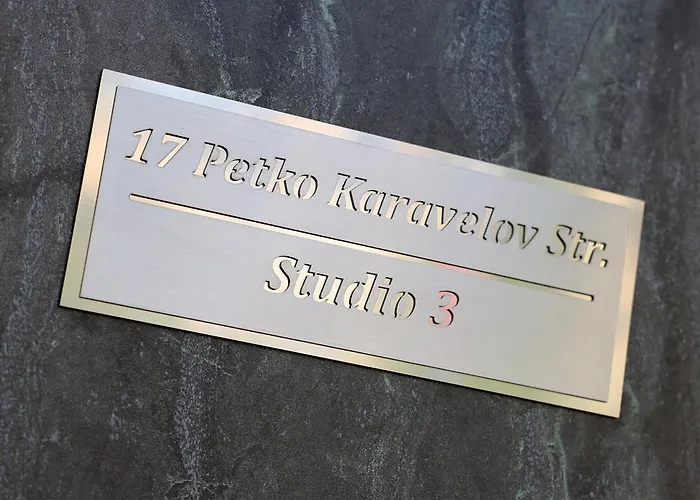 17 Petko Karavelov Str.
Studio 3